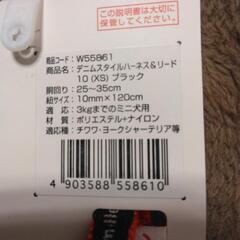 この説明書は大切に
保管してください。
商品コード： W55861
商品名： デニムスタイルハーネス＆リード
10 (XS) ブラック
胴回り： 25～35cm
紐サイズ： 10mm×120cm
適応： 3kgまでのミニ犬用
材質： ポリエステル・ナイロン
適応種： チワワ・ヨークシャーテリア等
4 903588 558610